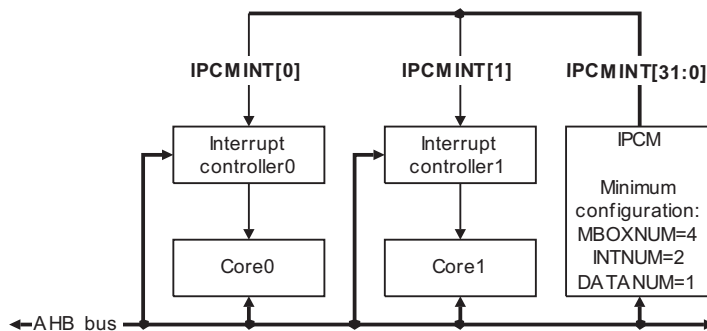 IPCMINT[0]
IPCMINT[1]
IPCMINT[31:0]
Interrupt
controller0
Interrupt
controller1
IPCM
Minimum
configuration:
MBOXNUM=4
INTNUM=2
DATANUM=1
Core0
Core1
AHB bus